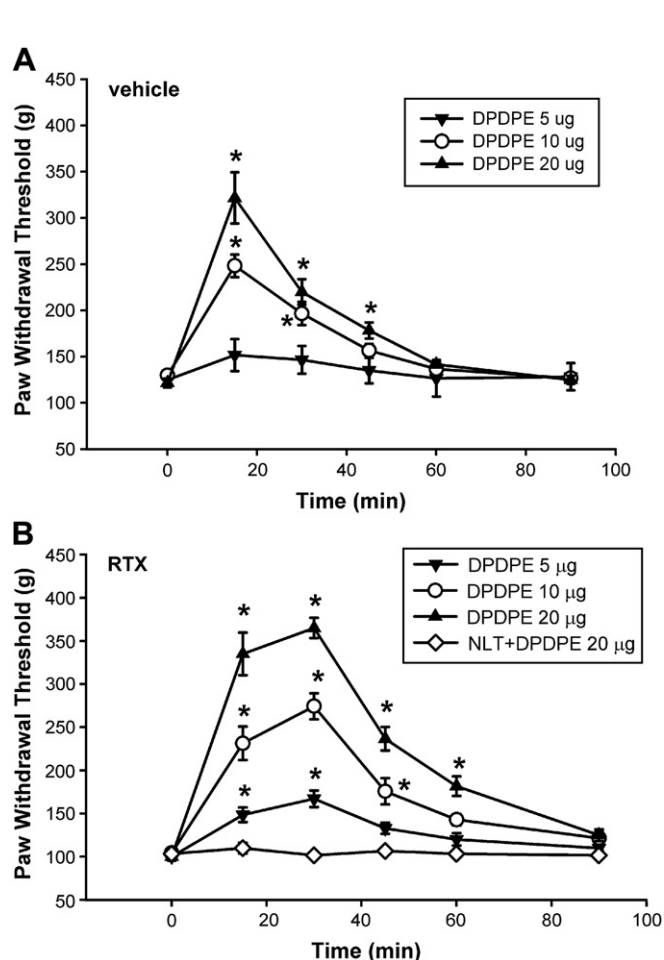 A
vehicle
450
400
350
300
250
200
150
100
50
Paw Withdrawal Threshold (g)
DPDPE 5 ug
DPDPE 10 ug
DPDPE 20 ug
*
*
*
*
*
0 20 40 60 80 100
Time (min)
B
RTX
450
400
350
300
250
200
150
100
50
Paw Withdrawal Threshold (g)
DPDPE 5 μg
DPDPE 10 μg
DPDPE 20 μg
NLT+DPDPE 20 μg
*
*
*
*
*
*
*
*
*
0 20 40 60 80 100
Time (min)